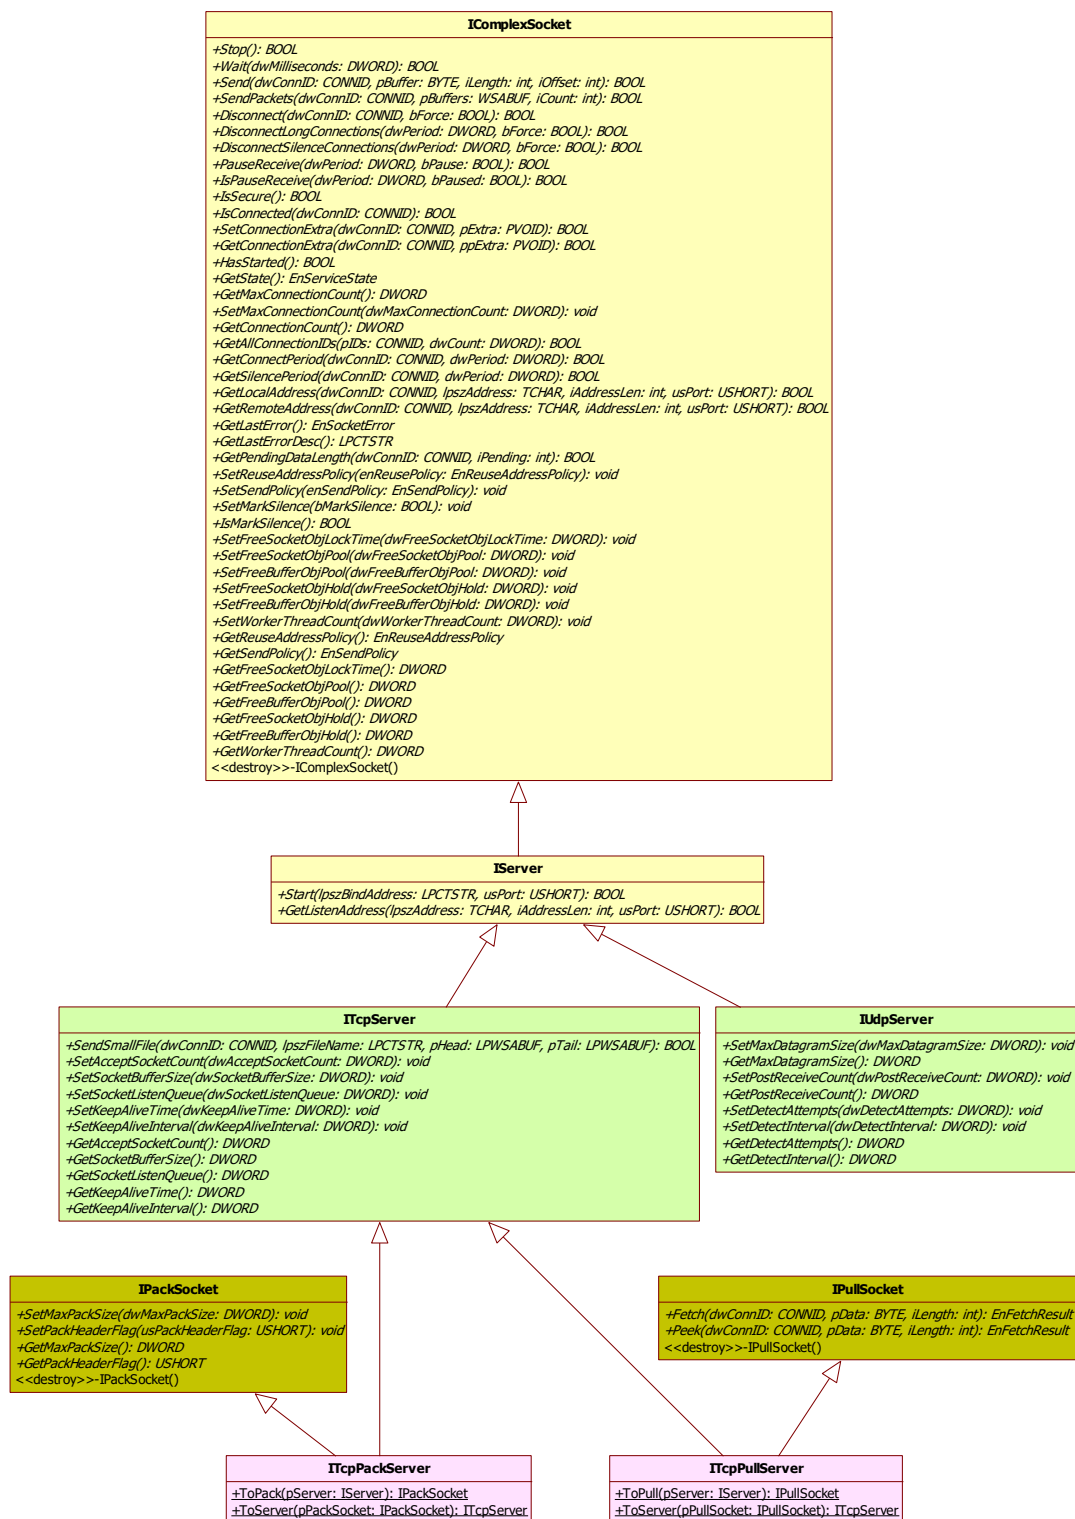 IComplexSocket
+Stop(): BOOL
+Wait(dwMilliseconds: DWORD): BOOL
+Send(dwConnID: CONNID, pBuffer: BYTE, iLength: int, iOffset: int): BOOL
+SendPackets(dwConnID: CONNID, pBuffers: WSABUF, iCount: int): BOOL
+Disconnect(dwConnID: CONNID, bForce: BOOL): BOOL
+DisconnectLongConnections(dwPeriod: DWORD, bForce: BOOL): BOOL
+DisconnectSilenceConnections(dwPeriod: DWORD, bForce: BOOL): BOOL
+PauseReceive(dwPeriod: DWORD, bPause: BOOL): BOOL
+IsPauseReceive(dwPeriod: DWORD, bPaused: BOOL): BOOL
+IsSecure(): BOOL
+IsConnected(dwConnID: CONNID): BOOL
+SetConnectionExtra(dwConnID: CONNID, pExtra: PVOID): BOOL
+GetConnectionExtra(dwConnID: CONNID, ppExtra: PVOID): BOOL
+HasStarted(): BOOL
+GetState(): EnServiceState
+GetMaxConnectionCount(): DWORD
+SetMaxConnectionCount(dwMaxConnectionCount: DWORD): void
+GetConnectionCount(): DWORD
+GetAllConnectionIDs(pIDs: CONNID, dwCount: DWORD): BOOL
+GetConnectPeriod(dwConnID: CONNID, dwPeriod: DWORD): BOOL
+GetSilencePeriod(dwConnID: CONNID, dwPeriod: DWORD): BOOL
+GetLocalAddress(dwConnID: CONNID, lpszAddress: TCHAR, iAddressLen: int, usPort: USHORT): BOOL
+GetRemoteAddress(dwConnID: CONNID, lpszAddress: TCHAR, iAddressLen: int, usPort: USHORT): BOOL
+GetLastError(): EnSocketError
+GetLastErrorDesc(): LPCTSTR
+GetPendingDataLength(dwConnID: CONNID, iPending: int): BOOL
+SetReuseAddressPolicy(enReusePolicy: EnReuseAddressPolicy): void
+SetSendPolicy(enSendPolicy: EnSendPolicy): void
+SetMarkSilence(bMarkSilence: BOOL): void
+IsMarkSilence(): BOOL
+SetFreeSocketObjLockTime(dwFreeSocketObjLockTime: DWORD): void
+SetFreeSocketObjPool(dwFreeSocketObjPool: DWORD): void
+SetFreeBufferObjPool(dwFreeBufferObjPool: DWORD): void
+SetFreeSocketObjHold(dwFreeSocketObjHold: DWORD): void
+SetFreeBufferObjHold(dwFreeBufferObjHold: DWORD): void
+SetWorkerThreadCount(dwWorkerThreadCount: DWORD): void
+GetReuseAddressPolicy(): EnReuseAddressPolicy
+GetSendPolicy(): EnSendPolicy
+GetFreeSocketObjLockTime(): DWORD
+GetFreeSocketObjPool(): DWORD
+GetFreeBufferObjPool(): DWORD
+GetFreeSocketObjHold(): DWORD
+GetFreeBufferObjHold(): DWORD
+GetWorkerThreadCount(): DWORD
<<destroy>>-IComplexSocket()
IServer
+Start(lpszBindAddress: LPCTSTR, usPort: USHORT): BOOL
+GetListenAddress(lpszAddress: TCHAR, iAddressLen: int, usPort: USHORT): BOOL
ITcpServer
+SendSmallFile(dwConnID: CONNID, lpszFileName: LPCTSTR, pHead: LPWSABUF, pTail: LPWSABUF): BOOL
+SetAcceptSocketCount(dwAcceptSocketCount: DWORD): void
+SetSocketBufferSize(dwSocketBufferSize: DWORD): void
+SetSocketListenQueue(dwSocketListenQueue: DWORD): void
+SetKeepAliveTime(dwKeepAliveTime: DWORD): void
+SetKeepAliveInterval(dwKeepAliveInterval: DWORD): void
+GetAcceptSocketCount(): DWORD
+GetSocketBufferSize(): DWORD
+GetSocketListenQueue(): DWORD
+GetKeepAliveTime(): DWORD
+GetKeepAliveInterval(): DWORD
IUdpServer
+SetMaxDatagramSize(dwMaxDatagramSize: DWORD): void
+GetMaxDatagramSize(): DWORD
+SetPostReceiveCount(dwPostReceiveCount: DWORD): void
+GetPostReceiveCount(): DWORD
+SetDetectAttempts(dwDetectAttempts: DWORD): void
+SetDetectInterval(dwDetectInterval: DWORD): void
+GetDetectAttempts(): DWORD
+GetDetectInterval(): DWORD
IPackSocket
+SetMaxPackSize(dwMaxPackSize: DWORD): void
+SetPackHeaderFlag(usPackHeaderFlag: USHORT): void
+GetMaxPackSize(): DWORD
+GetPackHeaderFlag(): USHORT
<<destroy>>-IPackSocket()
IPullSocket
+Fetch(dwConnID: CONNID, pData: BYTE, iLength: int): EnFetchResult
+Peek(dwConnID: CONNID, pData: BYTE, iLength: int): EnFetchResult
<<destroy>>-IPullSocket()
ITcpPackServer
+ToPack(pServer: IServer): IPackSocket
+ToServer(pPackSocket: IPackSocket): ITcpServer
ITcpPullServer
+ToPull(pServer: IServer): IPullSocket
+ToServer(pPullSocket: IPullSocket): ITcpServer